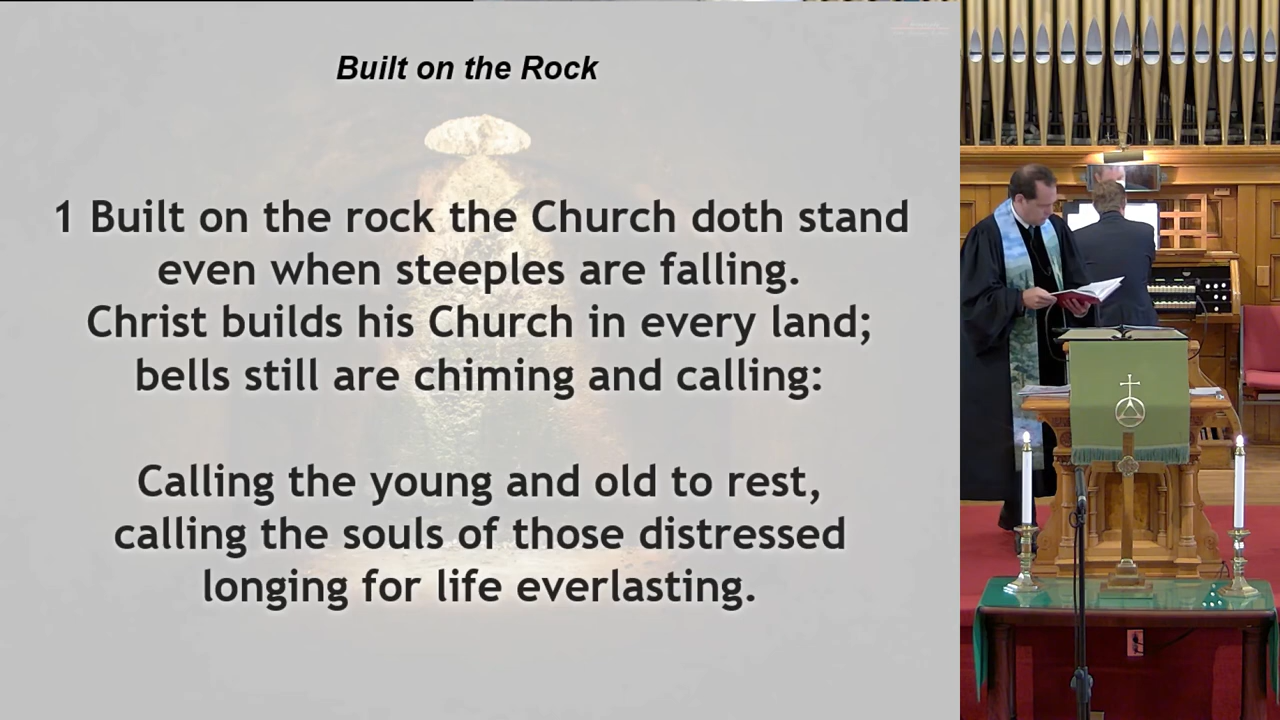 Built on the Rock
1 Built on the rock the Church doth stand
even when steeples are falling.
Christ builds his Church in every land;
bells still are chiming and calling:
Calling the young and old to rest,
calling the souls of those distressed
longing for life everlasting.